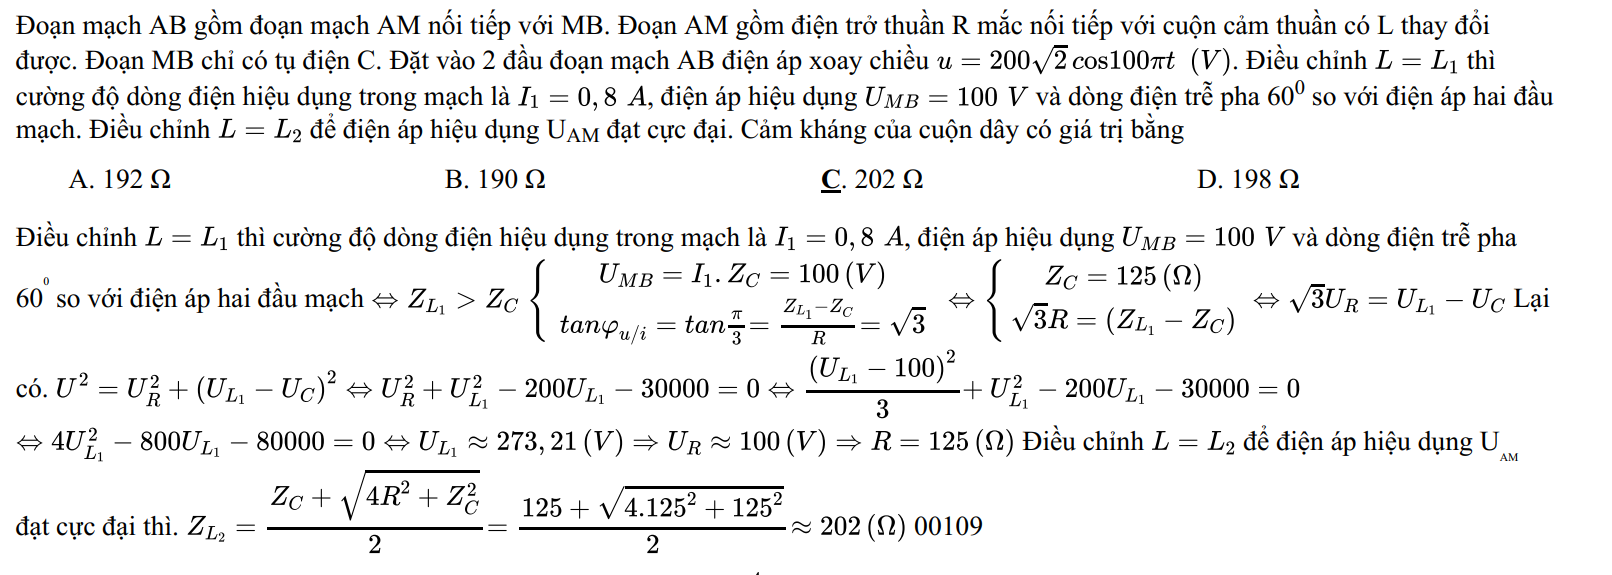 Đoạn mạch AB gồm đoạn mạch AM nối tiếp với MB. Đoạn AM gồm điện trở thuần R mắc nối tiếp với cuộn cảm thuần có L thay đổi
được. Đoạn MB chỉ có tụ điện C. Đặt vào 2 đầu đoạn mạch AB điện áp xoay chiều $u = 200\sqrt{2}cos100\pi t \ (V)$. Điều chỉnh $L = L_1$ thì
cường độ dòng điện hiệu dụng trong mạch là $I_1 = 0,8 \ A$, điện áp hiệu dụng $U_{MB} = 100 \ V$ và dòng điện trễ pha $60^0$ so với điện áp hai đầu
mạch. Điều chỉnh $L = L_2$ để điện áp hiệu dụng U_{AM} đạt cực đại. Cảm kháng của cuộn dây có giá trị bằng
A. 192 Ω B. 190 Ω C. 202 Ω D. 198 Ω
Điều chỉnh $L = L_1$ thì cường độ dòng điện hiệu dụng trong mạch là $I_1 = 0,8 \ A$, điện áp hiệu dụng $U_{MB} = 100 \ V$ và dòng điện trễ pha
$60^0$ so với điện áp hai đầu mạch $\Leftrightarrow Z_{L_1} > Z_C \begin{cases} U_{MB} = I_1.Z_C = 100 \, (V) \\ tan\varphi_{u/i} = tan\frac{\pi}{3} = \frac{Z_{L_1} - Z_C}{R} = \sqrt{3} \end{cases} \Leftrightarrow \begin{cases} Z_C = 125 \, (\Omega) \\ \sqrt{3}R = (Z_{L_1} - Z_C) \end{cases} \Leftrightarrow \sqrt{3}U_R = U_{L_1} - U_C$ Lại
có. $U^2 = U_R^2 + (U_{L_1} - U_C)^2 \Leftrightarrow U_R^2 + U_{L_1}^2 - 200U_{L_1} - 30000 = 0 \Leftrightarrow \frac{(U_{L_1} - 100)^2}{3} + U_{L_1}^2 - 200U_{L_1} - 30000 = 0$
$\Leftrightarrow 4U_{L_1}^2 - 800U_{L_1} - 80000 = 0 \Leftrightarrow U_{L_1} \approx 273,21 \, (V) \Rightarrow U_R \approx 100 \, (V) \Rightarrow R = 125 \, (\Omega)$ Điều chỉnh $L = L_2$ để điện áp hiệu dụng U_{AM}
đạt cực đại thì. $Z_{L_2} = \frac{Z_C + \sqrt{4R^2 + Z_C^2}}{2} = \frac{125 + \sqrt{4.125^2 + 125^2}}{2} \approx 202 \, (\Omega)$ 00109